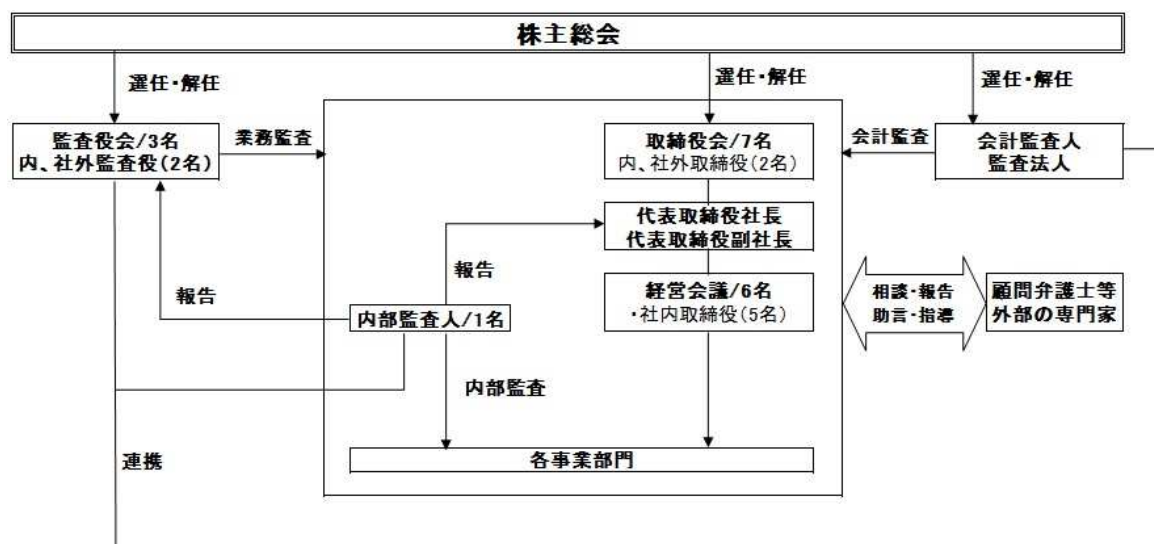 株主総会
選任・解任
選任・解任
選任・解任
監査役会/3名
内、社外監査役(2名)
業務監査
取締役会/7名
内、社外取締役(2名)
会計監査
会計監査人
監査法人
代表取締役社長
代表取締役副社長
報告
報告
経営会議/6名
・社内取締役(5名)
相談・報告
助言・指導
顧問弁護士等
外部の専門家
内部監査人/1名
内部監査
連携
各事業部門